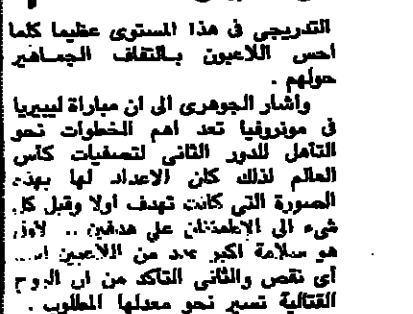 التدريجى فى هذا المستوى عظيما كلما
احس اللاعبون بالتفاف الجماهير
حولهم .
واشار الجوهرى الى ان مباراة ليبيريا
فى مونروفيا تعد اهم الخطوات نحو
التأهل للدور الثانى لتصفيات كأس
العالم لذلك كان الاعداد لها بهذه
الصورة التى كانت تهدف اولا وقبل كل
شىء الى الاطمئنان على هدفين .. الاول
هو سلامة اكبر عدد من اللاعبين
أى نقص والثانى التأكد من ان الروح
القتالية تسير نحو معدلها المطلوب .